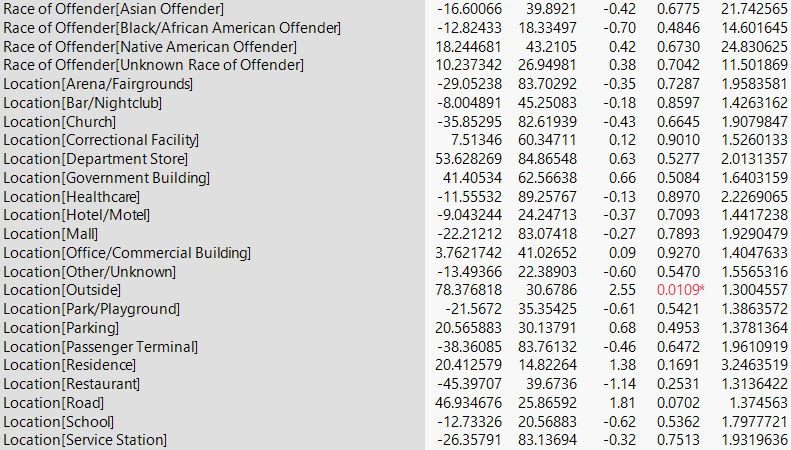 Race of Offender[Asian Offender] -16.60066 39.8921 -0.42 0.6775 21.742565
Race of Offender[Black/African American Offender] -12.82433 18.33497 -0.70 0.4846 14.601645
Race of Offender[Native American Offender] 18.244681 43.2105 0.42 0.6730 24.830625
Race of Offender[Unknown Race of Offender] 10.237342 26.94981 0.38 0.7042 11.501869
Location[Arena/Fairgrounds] -29.05238 83.70292 -0.35 0.7287 1.9583581
Location[Bar/Nightclub] -8.004891 45.25083 -0.18 0.8597 1.4263162
Location[Church] -35.85295 82.61939 -0.43 0.6645 1.9079847
Location[Correctional Facility] 7.51346 60.34711 0.12 0.9010 1.5260133
Location[Department Store] 53.628269 84.86548 0.63 0.5277 2.0131357
Location[Government Building] 41.40534 62.56638 0.66 0.5084 1.6403159
Location[Healthcare] -11.55532 89.25767 -0.13 0.8970 2.2269065
Location[Hotel/Motel] -9.043244 24.24713 -0.37 0.7093 1.4417238
Location[Mall] -22.21212 83.07418 -0.27 0.7893 1.9290479
Location[Office/Commercial Building] 3.7621742 41.02652 0.09 0.9270 1.4047633
Location[Other/Unknown] -13.49366 22.38903 -0.60 0.5470 1.5565316
Location[Outside] 78.376818 30.6786 2.55 0.0109* 1.3004557
Location[Park/Playground] -21.5672 35.35425 -0.61 0.5421 1.3863572
Location[Parking] 20.565883 30.13791 0.68 0.4953 1.3781364
Location[Passenger Terminal] -38.36085 83.76132 -0.46 0.6472 1.9610919
Location[Residence] 20.412579 14.82264 1.38 0.1691 3.2463519
Location[Restaurant] -45.39707 39.6736 -1.14 0.2531 1.3136422
Location[Road] 46.934676 25.86592 1.81 0.0702 1.374563
Location[School] -12.73326 20.56883 -0.62 0.5362 1.7977721
Location[Service Station] -26.35791 83.13694 -0.32 0.7513 1.9319636